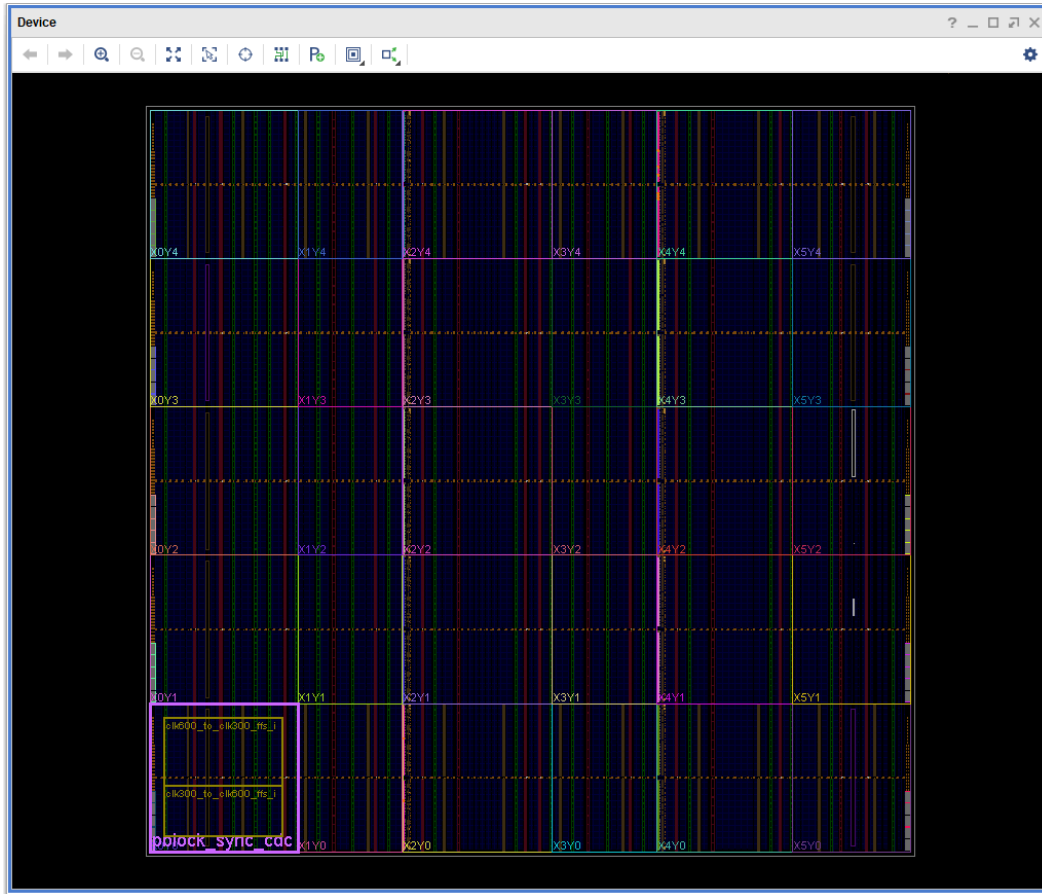 Device
X0Y4 X1Y4 X2Y4 X3Y4 X4Y4 X5Y4
X0Y3 X1Y3 X2Y3 X3Y3 X4Y3 X5Y3
X0Y2 X1Y2 X2Y2 X3Y2 X4Y2 X5Y2
X0Y1 X1Y1 X2Y1 X3Y1 X4Y1 X5Y1
clk600_to_clk300_ffs_i
clk300_to_clk600_ffs_i
pblock_sync_cdc X1Y0 X2Y0 X3Y0 X4Y0 X5Y0